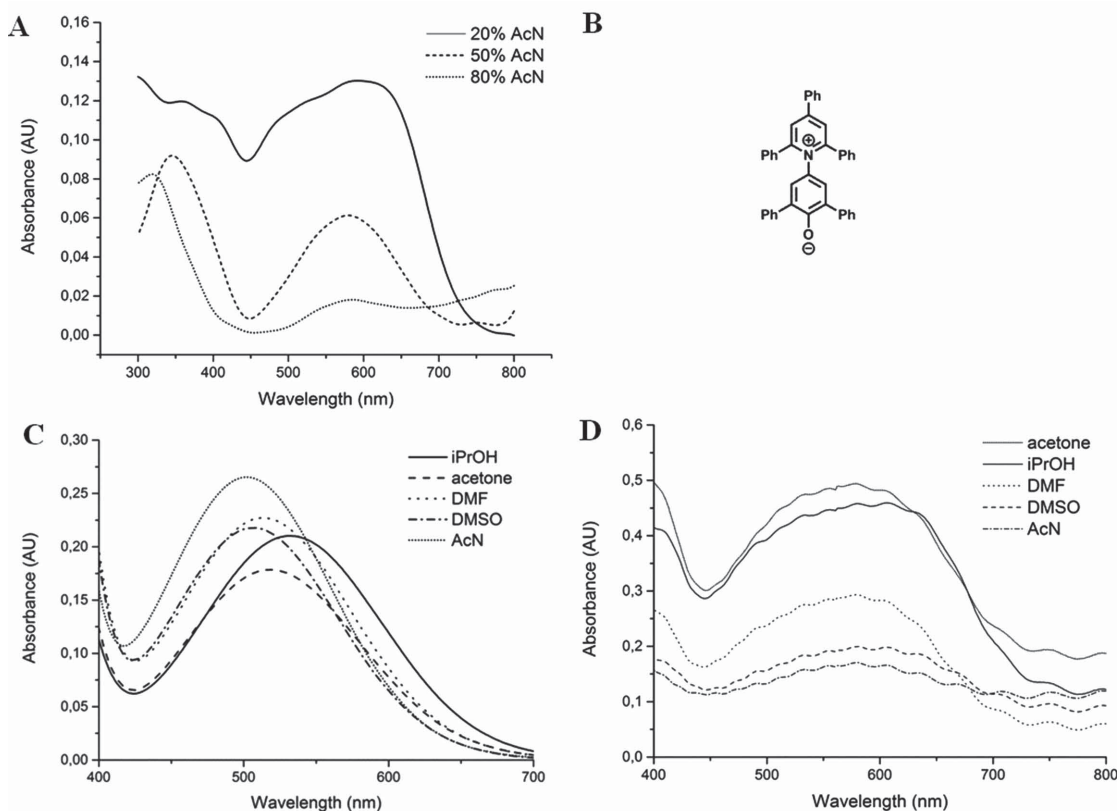 A
0,16
0,14
0,12
0,10
0,08
0,06
0,04
0,02
0,00
Absorbance (AU)
300 400 500 600 700 800
Wavelength (nm)
20% AcN
50% AcN
80% AcN
B
Ph
Ph N Ph
+
Ph Ph
O
−
C
0,30
0,25
0,20
0,15
0,10
0,05
0,00
Absorbance (AU)
400 500 600 700
Wavelength (nm)
iPrOH
acetone
DMF
DMSO
AcN
D
0,6
0,5
0,4
0,3
0,2
0,1
0,0
Absorbance (AU)
400 500 600 700 800
Wavelength (nm)
acetone
iPrOH
DMF
DMSO
AcN